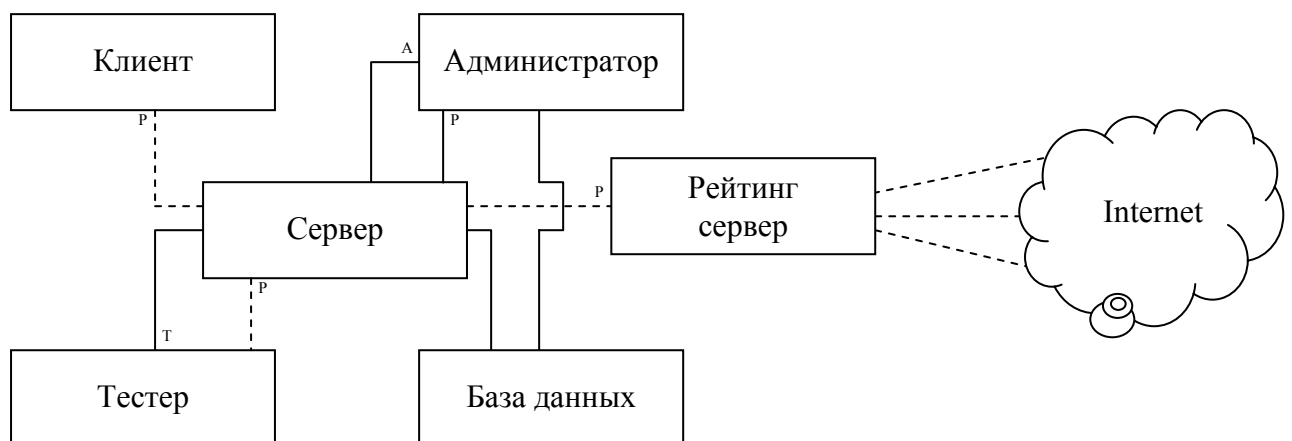 Клиент
А
Администратор
Р
Р
Сервер
Р
Рейтинг
сервер
Internet
Р
Т
Тестер
База данных